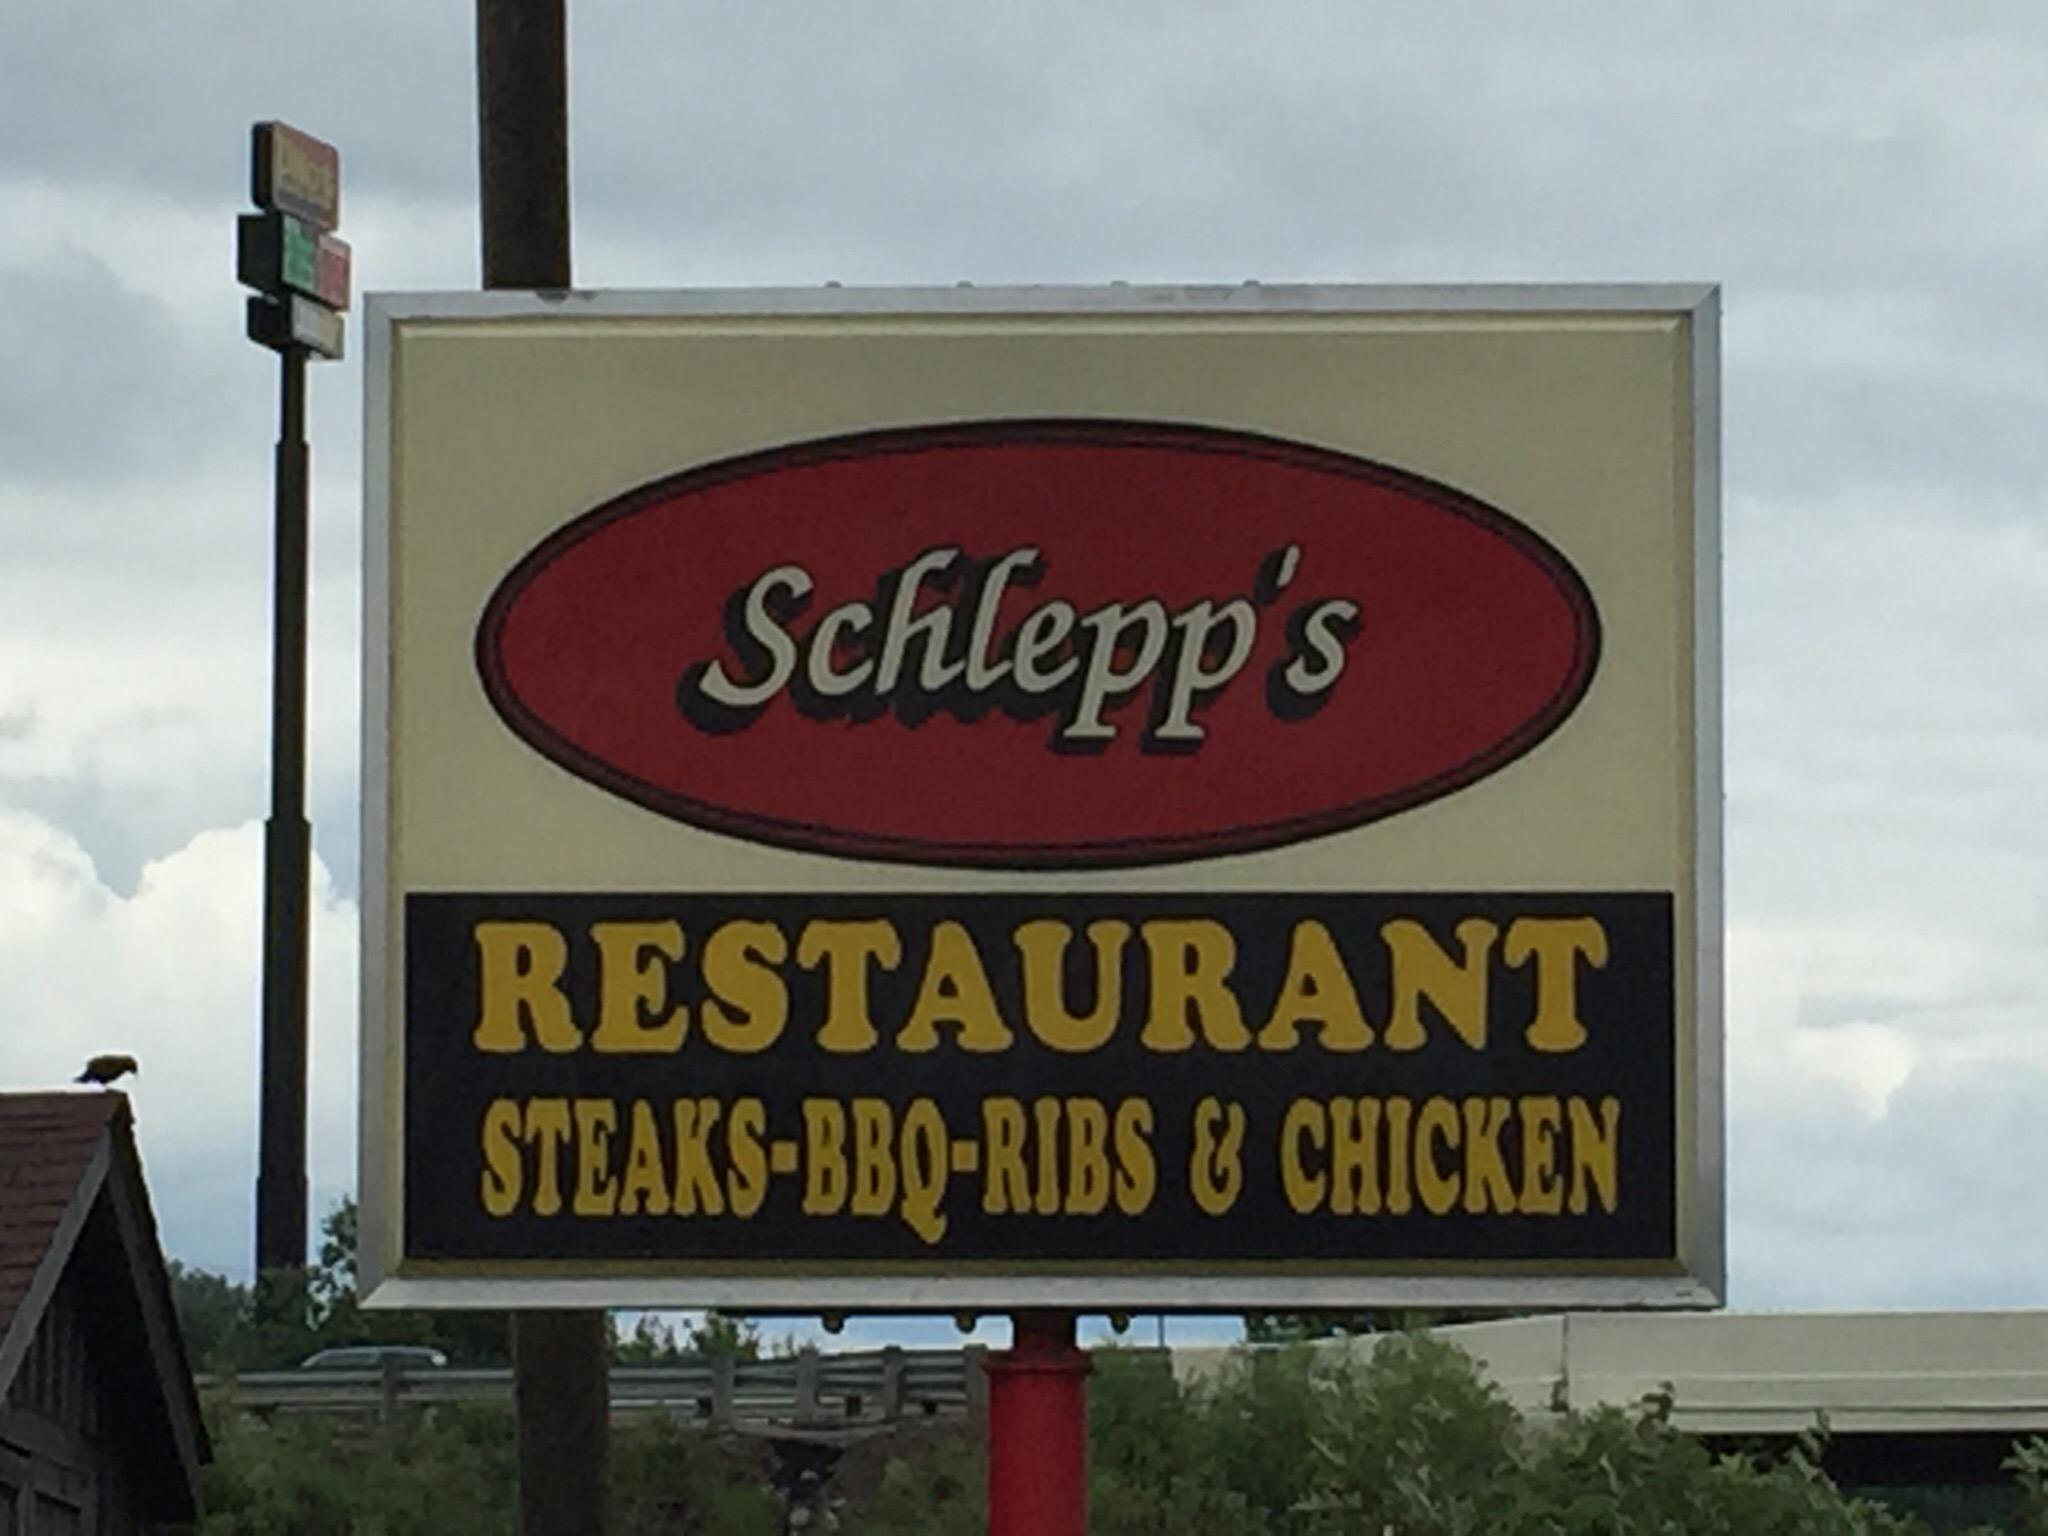 Schlepp's
RESTAURANT
STEAKS-BBQ-RIBS & CHICKEN